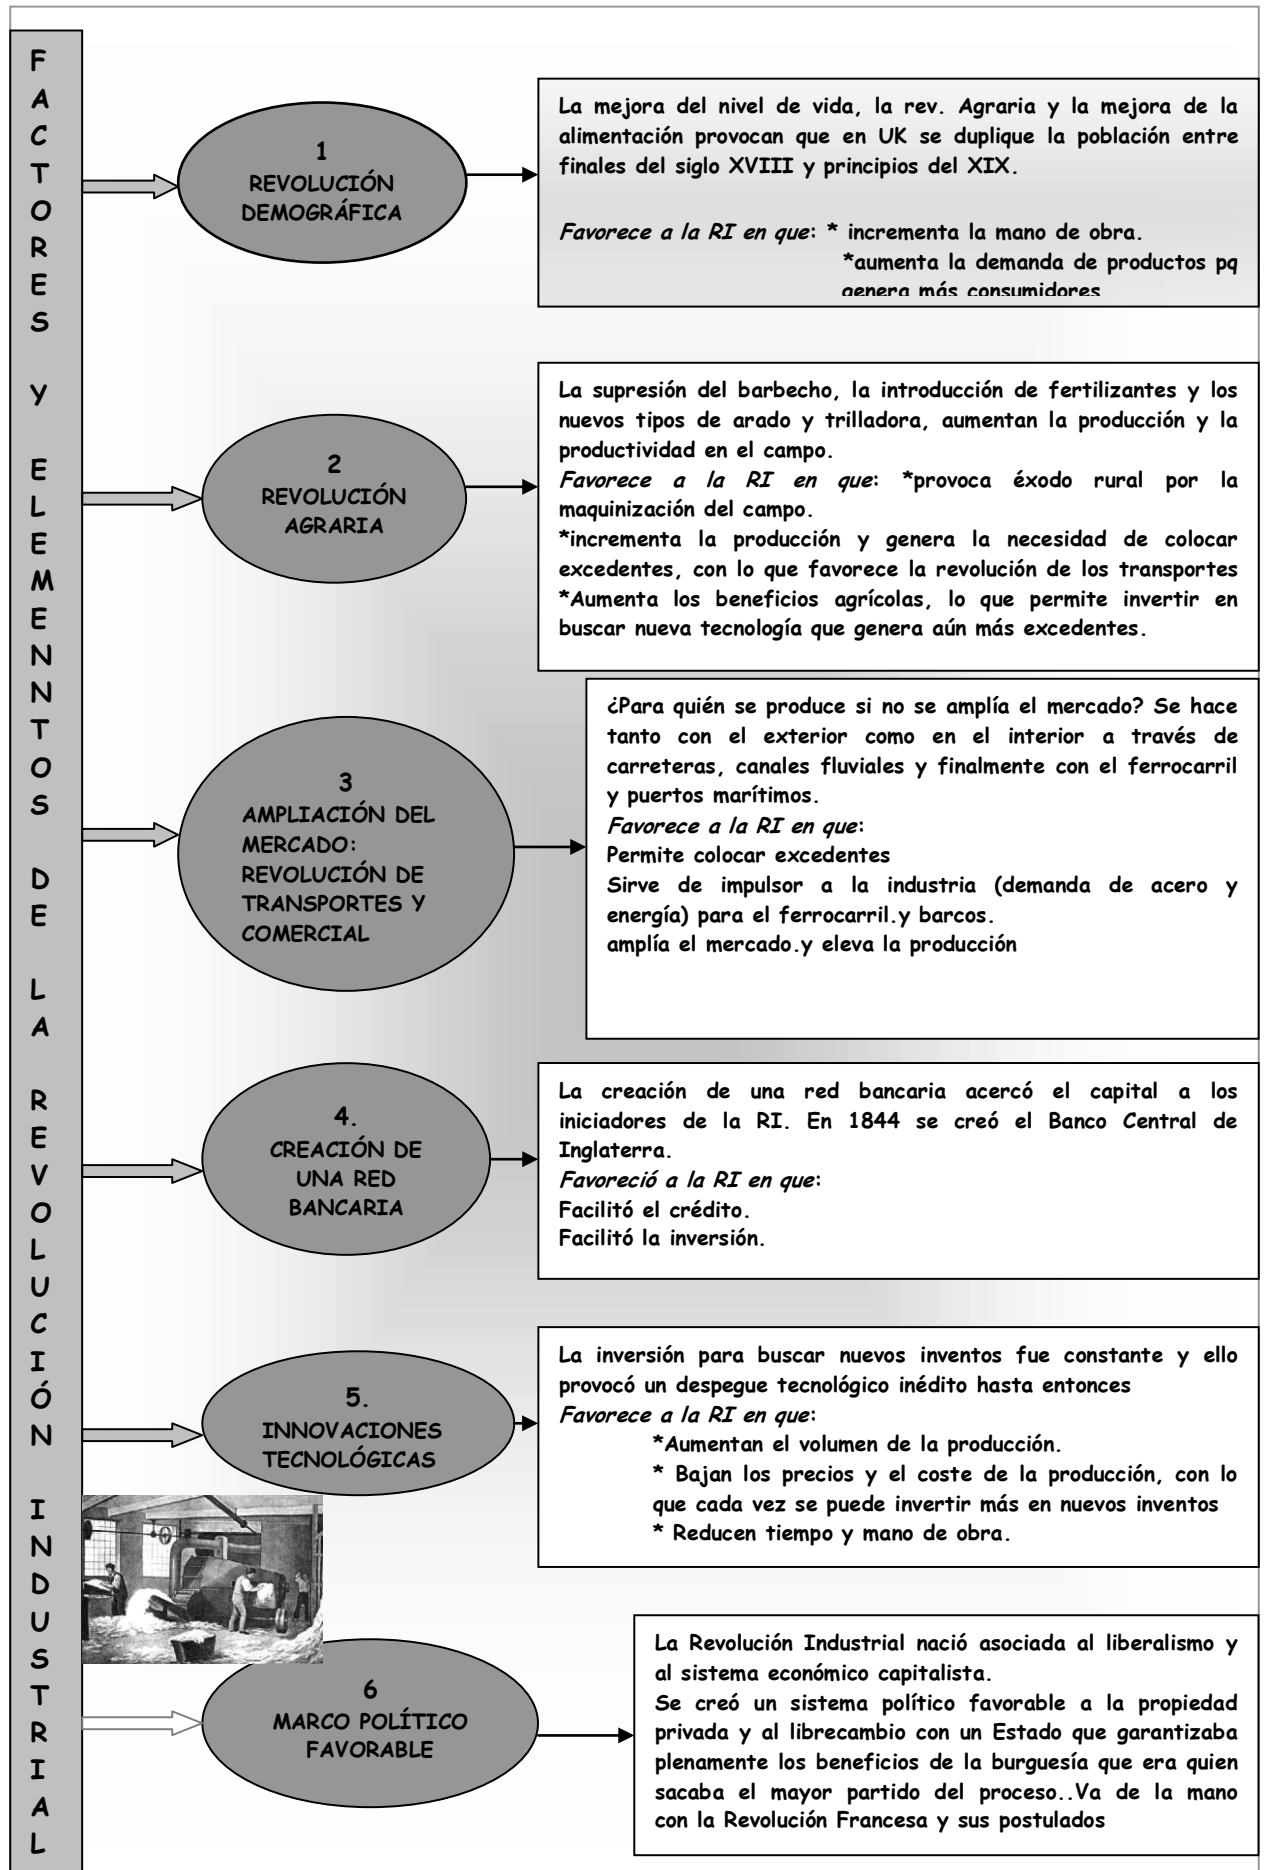 FACTORES Y ELEMENNTOS DE LA REVOLUCIÓN INDUSTRIAL
1
REVOLUCIÓN
DEMOGRÁFICA
La mejora del nivel de vida, la rev. Agraria y la mejora de la
alimentación provocan que en UK se duplique la población entre
finales del siglo XVIII y principios del XIX.
Favorece a la RI en que: * incrementa la mano de obra.
*aumenta la demanda de productos pq
genera más consumidores
2
REVOLUCIÓN
AGRARIA
La supresión del barbecho, la introducción de fertilizantes y los
nuevos tipos de arado y trilladora, aumentan la producción y la
productividad en el campo.
Favorece a la RI en que: *provoca éxodo rural por la
maquinización del campo.
*incrementa la producción y genera la necesidad de colocar
excedentes, con lo que favorece la revolución de los transportes
*Aumenta los beneficios agrícolas, lo que permite invertir en
buscar nueva tecnología que genera aún más excedentes.
3
AMPLIACIÓN DEL
MERCADO:
REVOLUCIÓN DE
TRANSPORTES Y
COMERCIAL
¿Para quién se produce si no se amplía el mercado? Se hace
tanto con el exterior como en el interior a través de
carreteras, canales fluviales y finalmente con el ferrocarril
y puertos marítimos.
Favorece a la RI en que:
Permite colocar excedentes
Sirve de impulsor a la industria (demanda de acero y
energía) para el ferrocarril.y barcos.
amplía el mercado.y eleva la producción
4.
CREACIÓN DE
UNA RED
BANCARIA
La creación de una red bancaria acercó el capital a los
iniciadores de la RI. En 1844 se creó el Banco Central de
Inglaterra.
Favoreció a la RI en que:
Facilitó el crédito.
Facilitó la inversión.
5.
INNOVACIONES
TECNOLÓGICAS
La inversión para buscar nuevos inventos fue constante y ello
provocó un despegue tecnológico inédito hasta entonces
Favorece a la RI en que:
*Aumentan el volumen de la producción.
* Bajan los precios y el coste de la producción, con lo
que cada vez se puede invertir más en nuevos inventos
* Reducen tiempo y mano de obra.
6
MARCO POLÍTICO
FAVORABLE
La Revolución Industrial nació asociada al liberalismo y
al sistema económico capitalista.
Se creó un sistema político favorable a la propiedad
privada y al librecambio con un Estado que garantizaba
plenamente los beneficios de la burguesía que era quien
sacaba el mayor partido del proceso..Va de la mano
con la Revolución Francesa y sus postulados